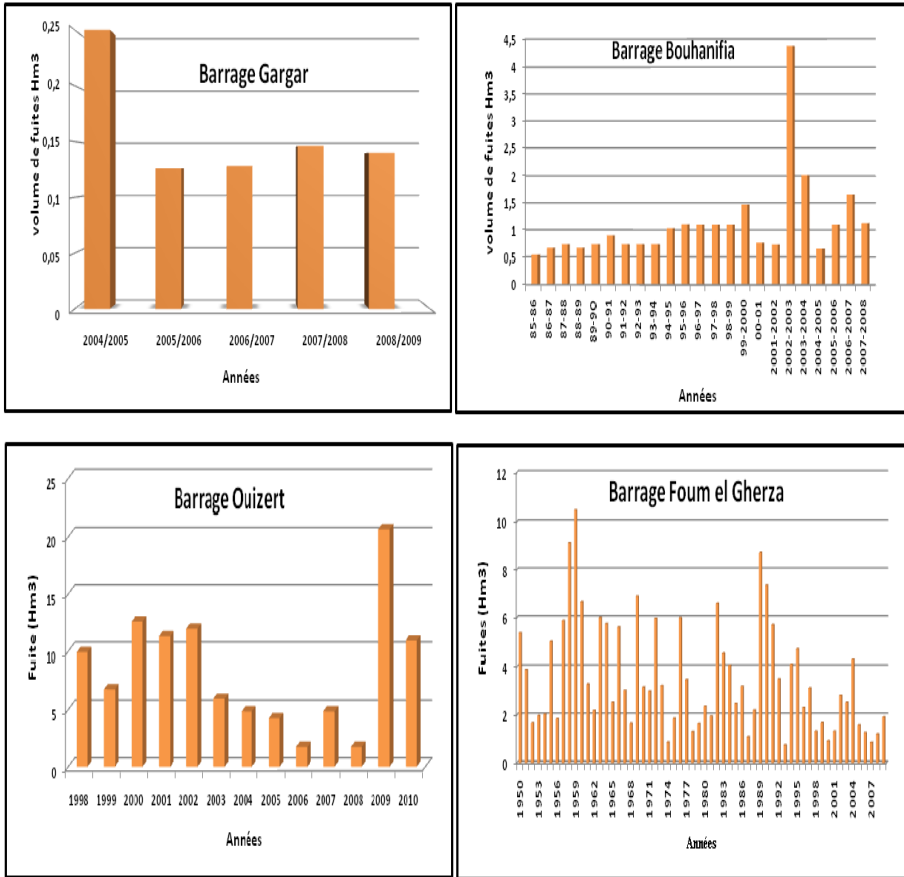 Barrage Gargar
volume de fuites Hm3
0,25
0,2
0,15
0,1
0,05
0
2004/2005 2005/2006 2006/2007 2007/2008 2008/2009
Années
Barrage Bouhanifia
volume de fuites Hm3
4,5
4
3,5
3
2,5
2
1,5
1
0,5
0
85-86 86-87 87-88 88-89 89-90 90-91 91-92 92-93 93-94 94-95 95-96 96-97 97-98 98-99 99-2000 00-01 2001-2002 2002-2003 2003-2004 2004-2005 2005-2006 2006-2007 2007-2008
Années
Barrage Ouizert
Fuite (Hm3)
25
20
15
10
5
0
1998 1999 2000 2001 2002 2003 2004 2005 2006 2007 2008 2009 2010
Années
Barrage Foum el Gherza
Fuites (Hm3)
12
10
8
6
4
2
0
1950 1953 1956 1959 1962 1965 1968 1971 1974 1977 1980 1983 1986 1989 1992 1995 1998 2001 2004 2007
Années